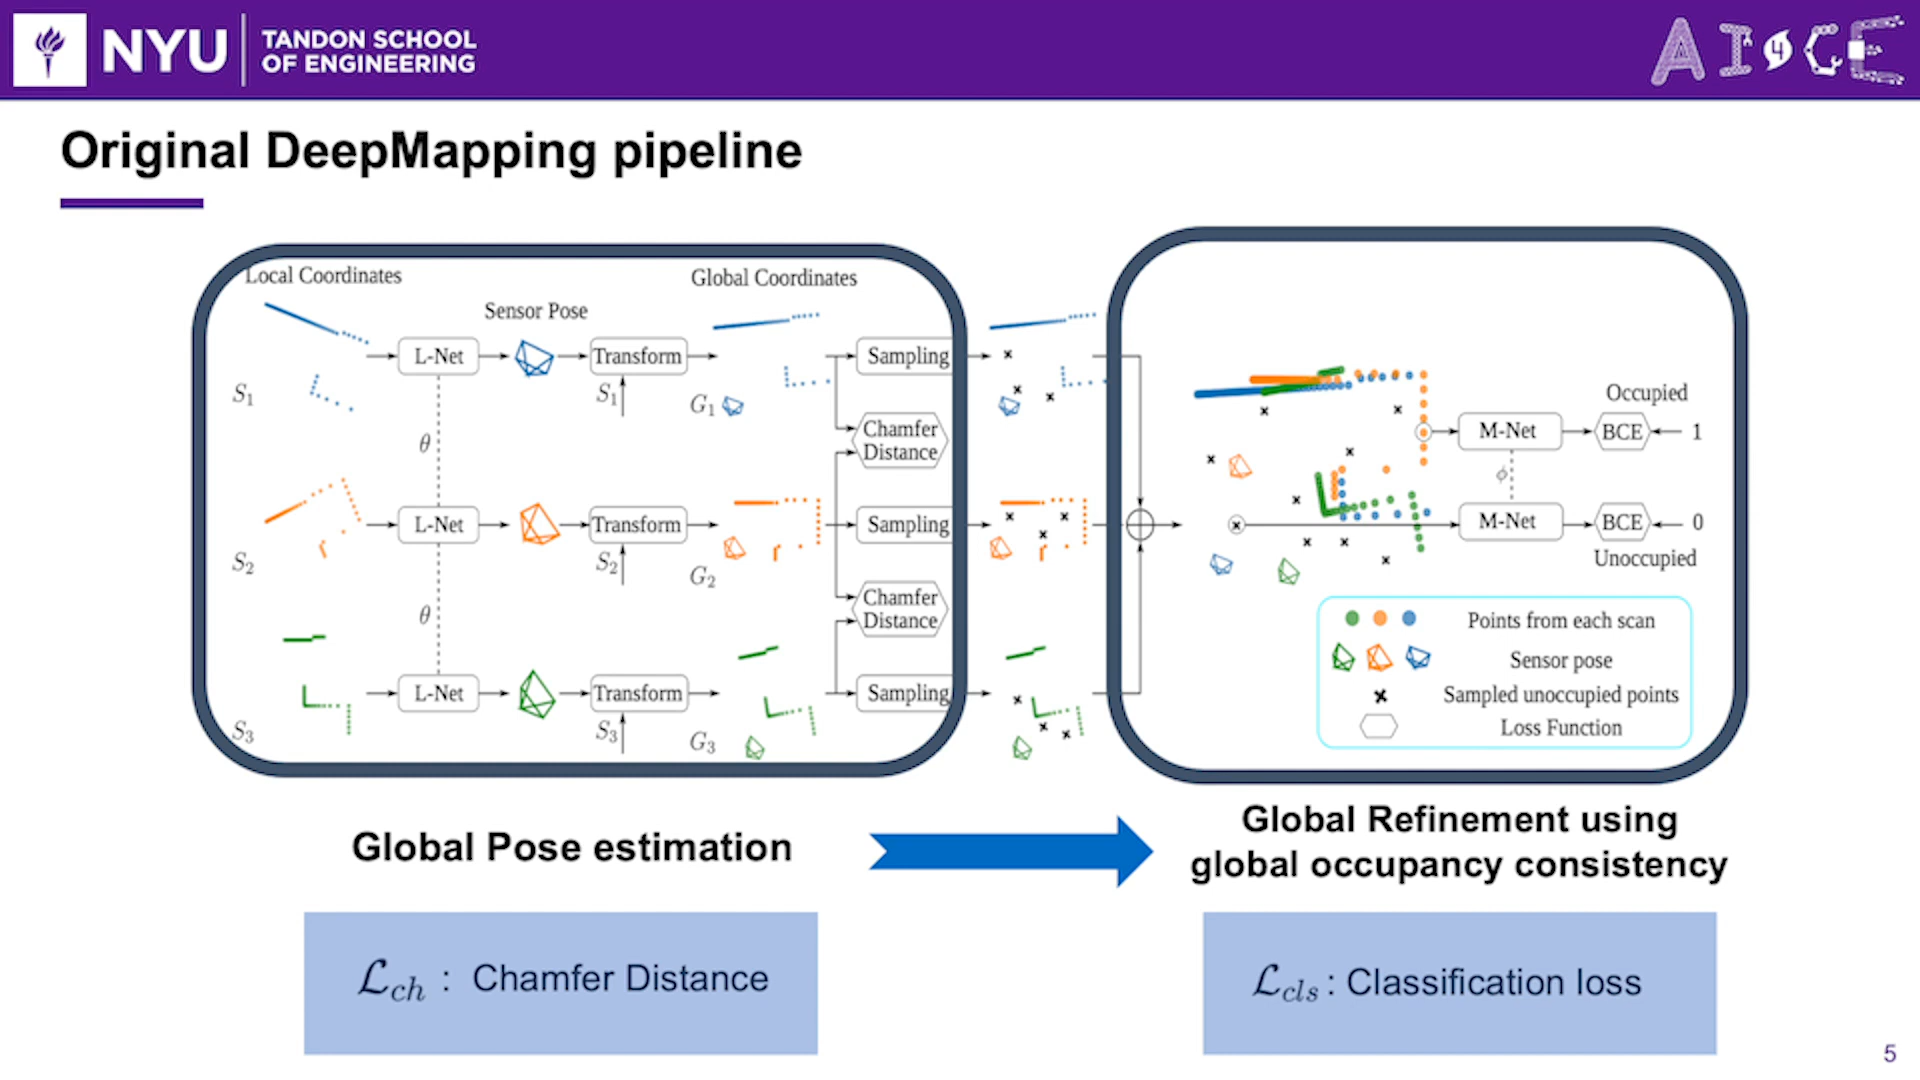 NYU
TANDON SCHOOL
OF ENGINEERING
AI4CE
Original DeepMapping pipeline
Local Coordinates
Sensor Pose
Global Coordinates
S1
L-Net
Transform
S1
G1
Sampling
θ
Chamfer
Distance
S2
L-Net
Transform
S2
G2
Sampling
θ
Chamfer
Distance
S3
L-Net
Transform
S3
G3
Sampling
Occupied
M-Net
BCE
1
ϕ
M-Net
BCE
0
Unoccupied
Points from each scan
Sensor pose
Sampled unoccupied points
Loss Function
Global Pose estimation
Global Refinement using
global occupancy consistency
ℒch : Chamfer Distance
ℒcls : Classification loss
5